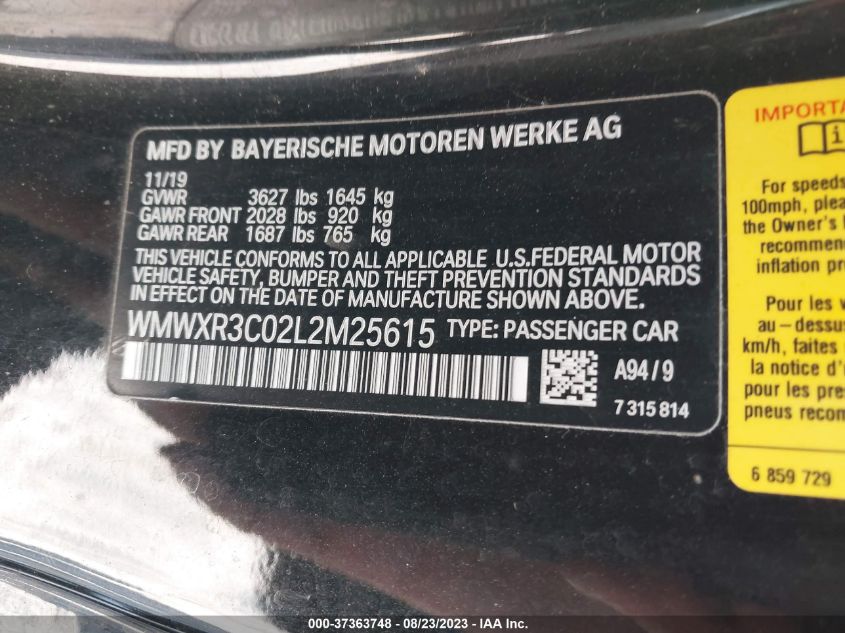 MFD BY BAYERISCHE MOTOREN WERKE AG
11/19
GVWR 3627 lbs 1645 kg
GAWR FRONT 2028 lbs 920 kg
GAWR REAR 1687 lbs 765 kg
THIS VEHICLE CONFORMS TO ALL APPLICABLE U.S.FEDERAL MOTOR
VEHICLE SAFETY, BUMPER AND THEFT PREVENTION STANDARDS
IN EFFECT ON THE DATE OF MANUFACTURE SHOWN ABOVE.
WMWXR3C02L2M25615 TYPE: PASSENGER CAR
A94/9
7 315 814
IMPORTA
For speeds
100mph, plea
the Owner's
recommen
inflation pr
Pour les v
au-dessu
km/h, faites
la notice d'
pour les pre
pneus recom
6 859 729
000-37363748 - 08/23/2023 - IAA Inc.